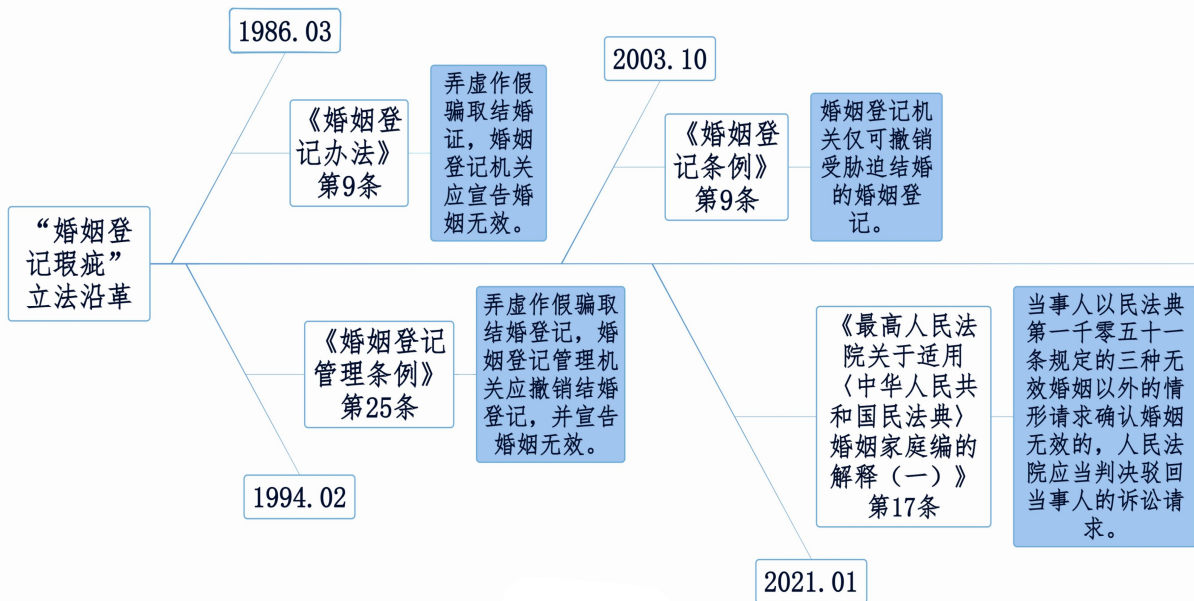 “婚姻登
记瑕疵”
立法沿革
1986.03
《婚姻登
记办法》
第9条
弄虚作假
骗取结婚
证，婚姻
登记机关
应宣告婚
姻无效。
1994.02
《婚姻登记
管理条例》
第25条
弄虚作假骗取
结婚登记，婚
姻登记管理机
关应撤销结婚
登记，并宣告
婚姻无效。
2003.10
《婚姻登
记条例》
第9条
婚姻登记机
关仅可撤销
受胁迫结婚
的婚姻登
记。
2021.01
《最高人民法
院关于适用
〈中华人民共
和国民法典〉
婚姻家庭编的
解释（一）》
第17条
当事人以民法典
第一千零五十一
条规定的三种无
效婚姻以外的情
形请求确认婚姻
无效的，人民法
院应当判决驳回
当事人的诉讼请
求。